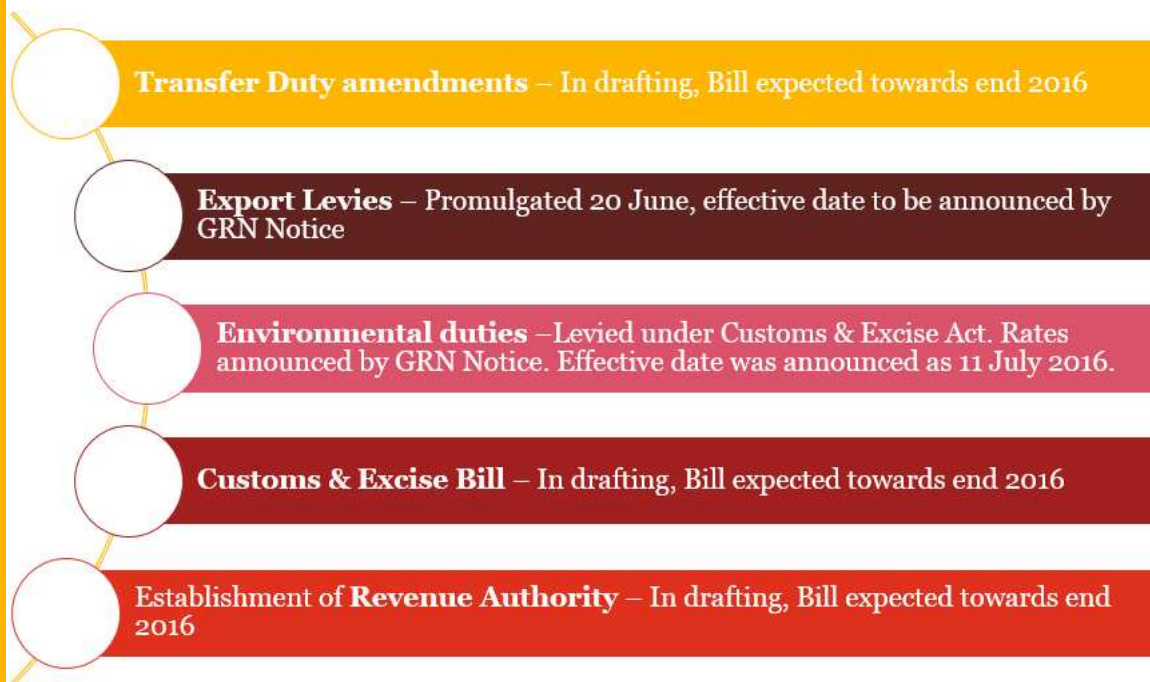 Transfer Duty amendments – In drafting, Bill expected towards end 2016
Export Levies – Promulgated 20 June, effective date to be announced by
GRN Notice
Environmental duties –Levied under Customs & Excise Act. Rates
announced by GRN Notice. Effective date was announced as 11 July 2016.
Customs & Excise Bill – In drafting, Bill expected towards end 2016
Establishment of Revenue Authority – In drafting, Bill expected towards end
2016